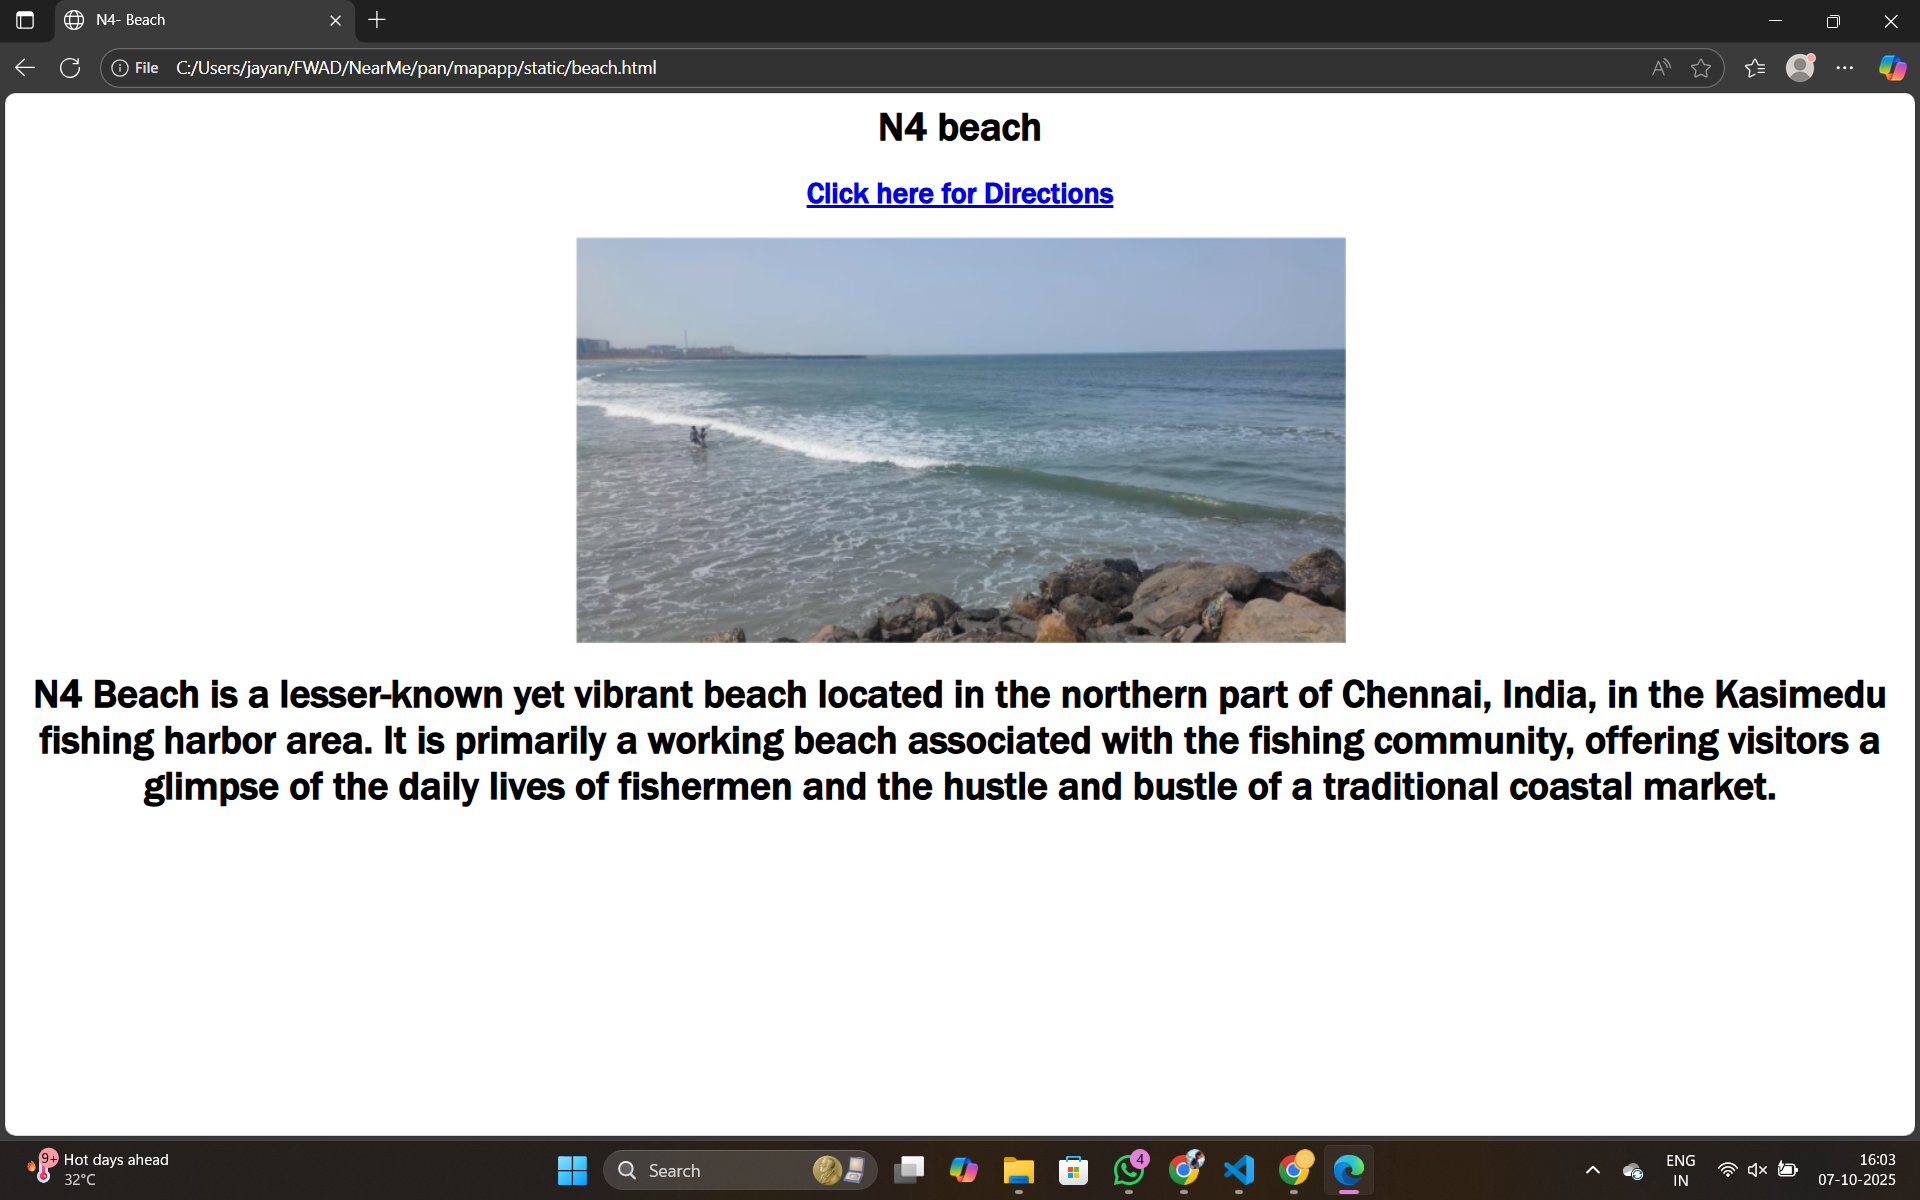 N4- Beach
File C:/Users/jayan/FWAD/NearMe/pan/mapapp/static/beach.html
N4 beach
Click here for Directions
N4 Beach is a lesser-known yet vibrant beach located in the northern part of Chennai, India, in the Kasimedu
fishing harbor area. It is primarily a working beach associated with the fishing community, offering visitors a
glimpse of the daily lives of fishermen and the hustle and bustle of a traditional coastal market.
9+ Hot days ahead
32°C
Search
4
ENG
IN
16:03
07-10-2025